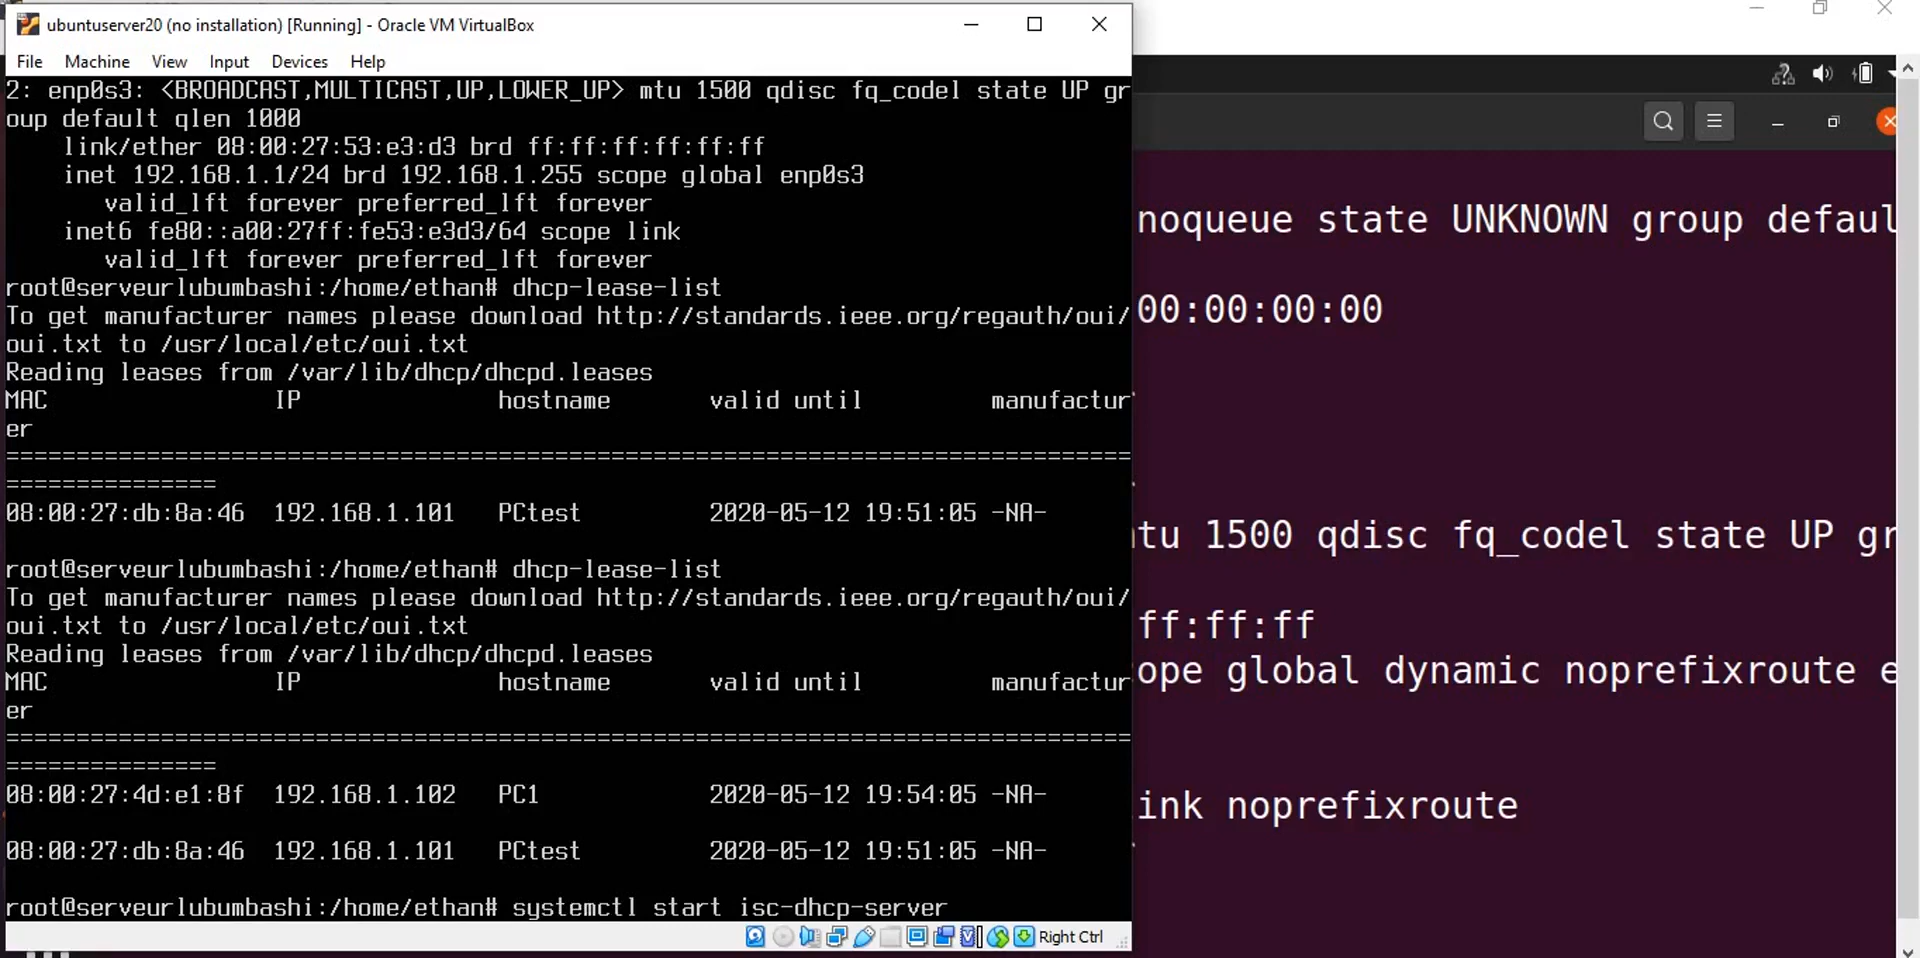 ubuntuserver20 (no installation) [Running] - Oracle VM VirtualBox
File Machine View Input Devices Help
2: enp0s3: <BROADCAST,MULTICAST,UP,LOWER_UP> mtu 1500 qdisc fq_codel state UP gr
oup default qlen 1000
link/ether 08:00:27:53:e3:d3 brd ff:ff:ff:ff:ff:ff
inet 192.168.1.1/24 brd 192.168.1.255 scope global enp0s3
valid_lft forever preferred_lft forever
inet6 fe80::a00:27ff:fe53:e3d3/64 scope link
valid_lft forever preferred_lft forever
root@serveurlubumbashi:/home/ethan# dhcp-lease-list
To get manufacturer names please download http://standards.ieee.org/regauth/oui/
oui.txt to /usr/local/etc/oui.txt
Reading leases from /var/lib/dhcp/dhcpd.leases
MAC IP hostname valid until manufactur
er
================================================================================
===============
08:00:27:db:8a:46 192.168.1.101 PCtest 2020-05-12 19:51:05 -NA-
root@serveurlubumbashi:/home/ethan# dhcp-lease-list
To get manufacturer names please download http://standards.ieee.org/regauth/oui/
oui.txt to /usr/local/etc/oui.txt
Reading leases from /var/lib/dhcp/dhcpd.leases
MAC IP hostname valid until manufactur
er
================================================================================
===============
08:00:27:4d:e1:8f 192.168.1.102 PC1 2020-05-12 19:54:05 -NA-
08:00:27:db:8a:46 192.168.1.101 PCtest 2020-05-12 19:51:05 -NA-
root@serveurlubumbashi:/home/ethan# systemctl start isc-dhcp-server
Right Ctrl
noqueue state UNKNOWN group defaul
00:00:00:00
tu 1500 qdisc fq_codel state UP gr
ff:ff:ff
ope global dynamic noprefixroute e
ink noprefixroute